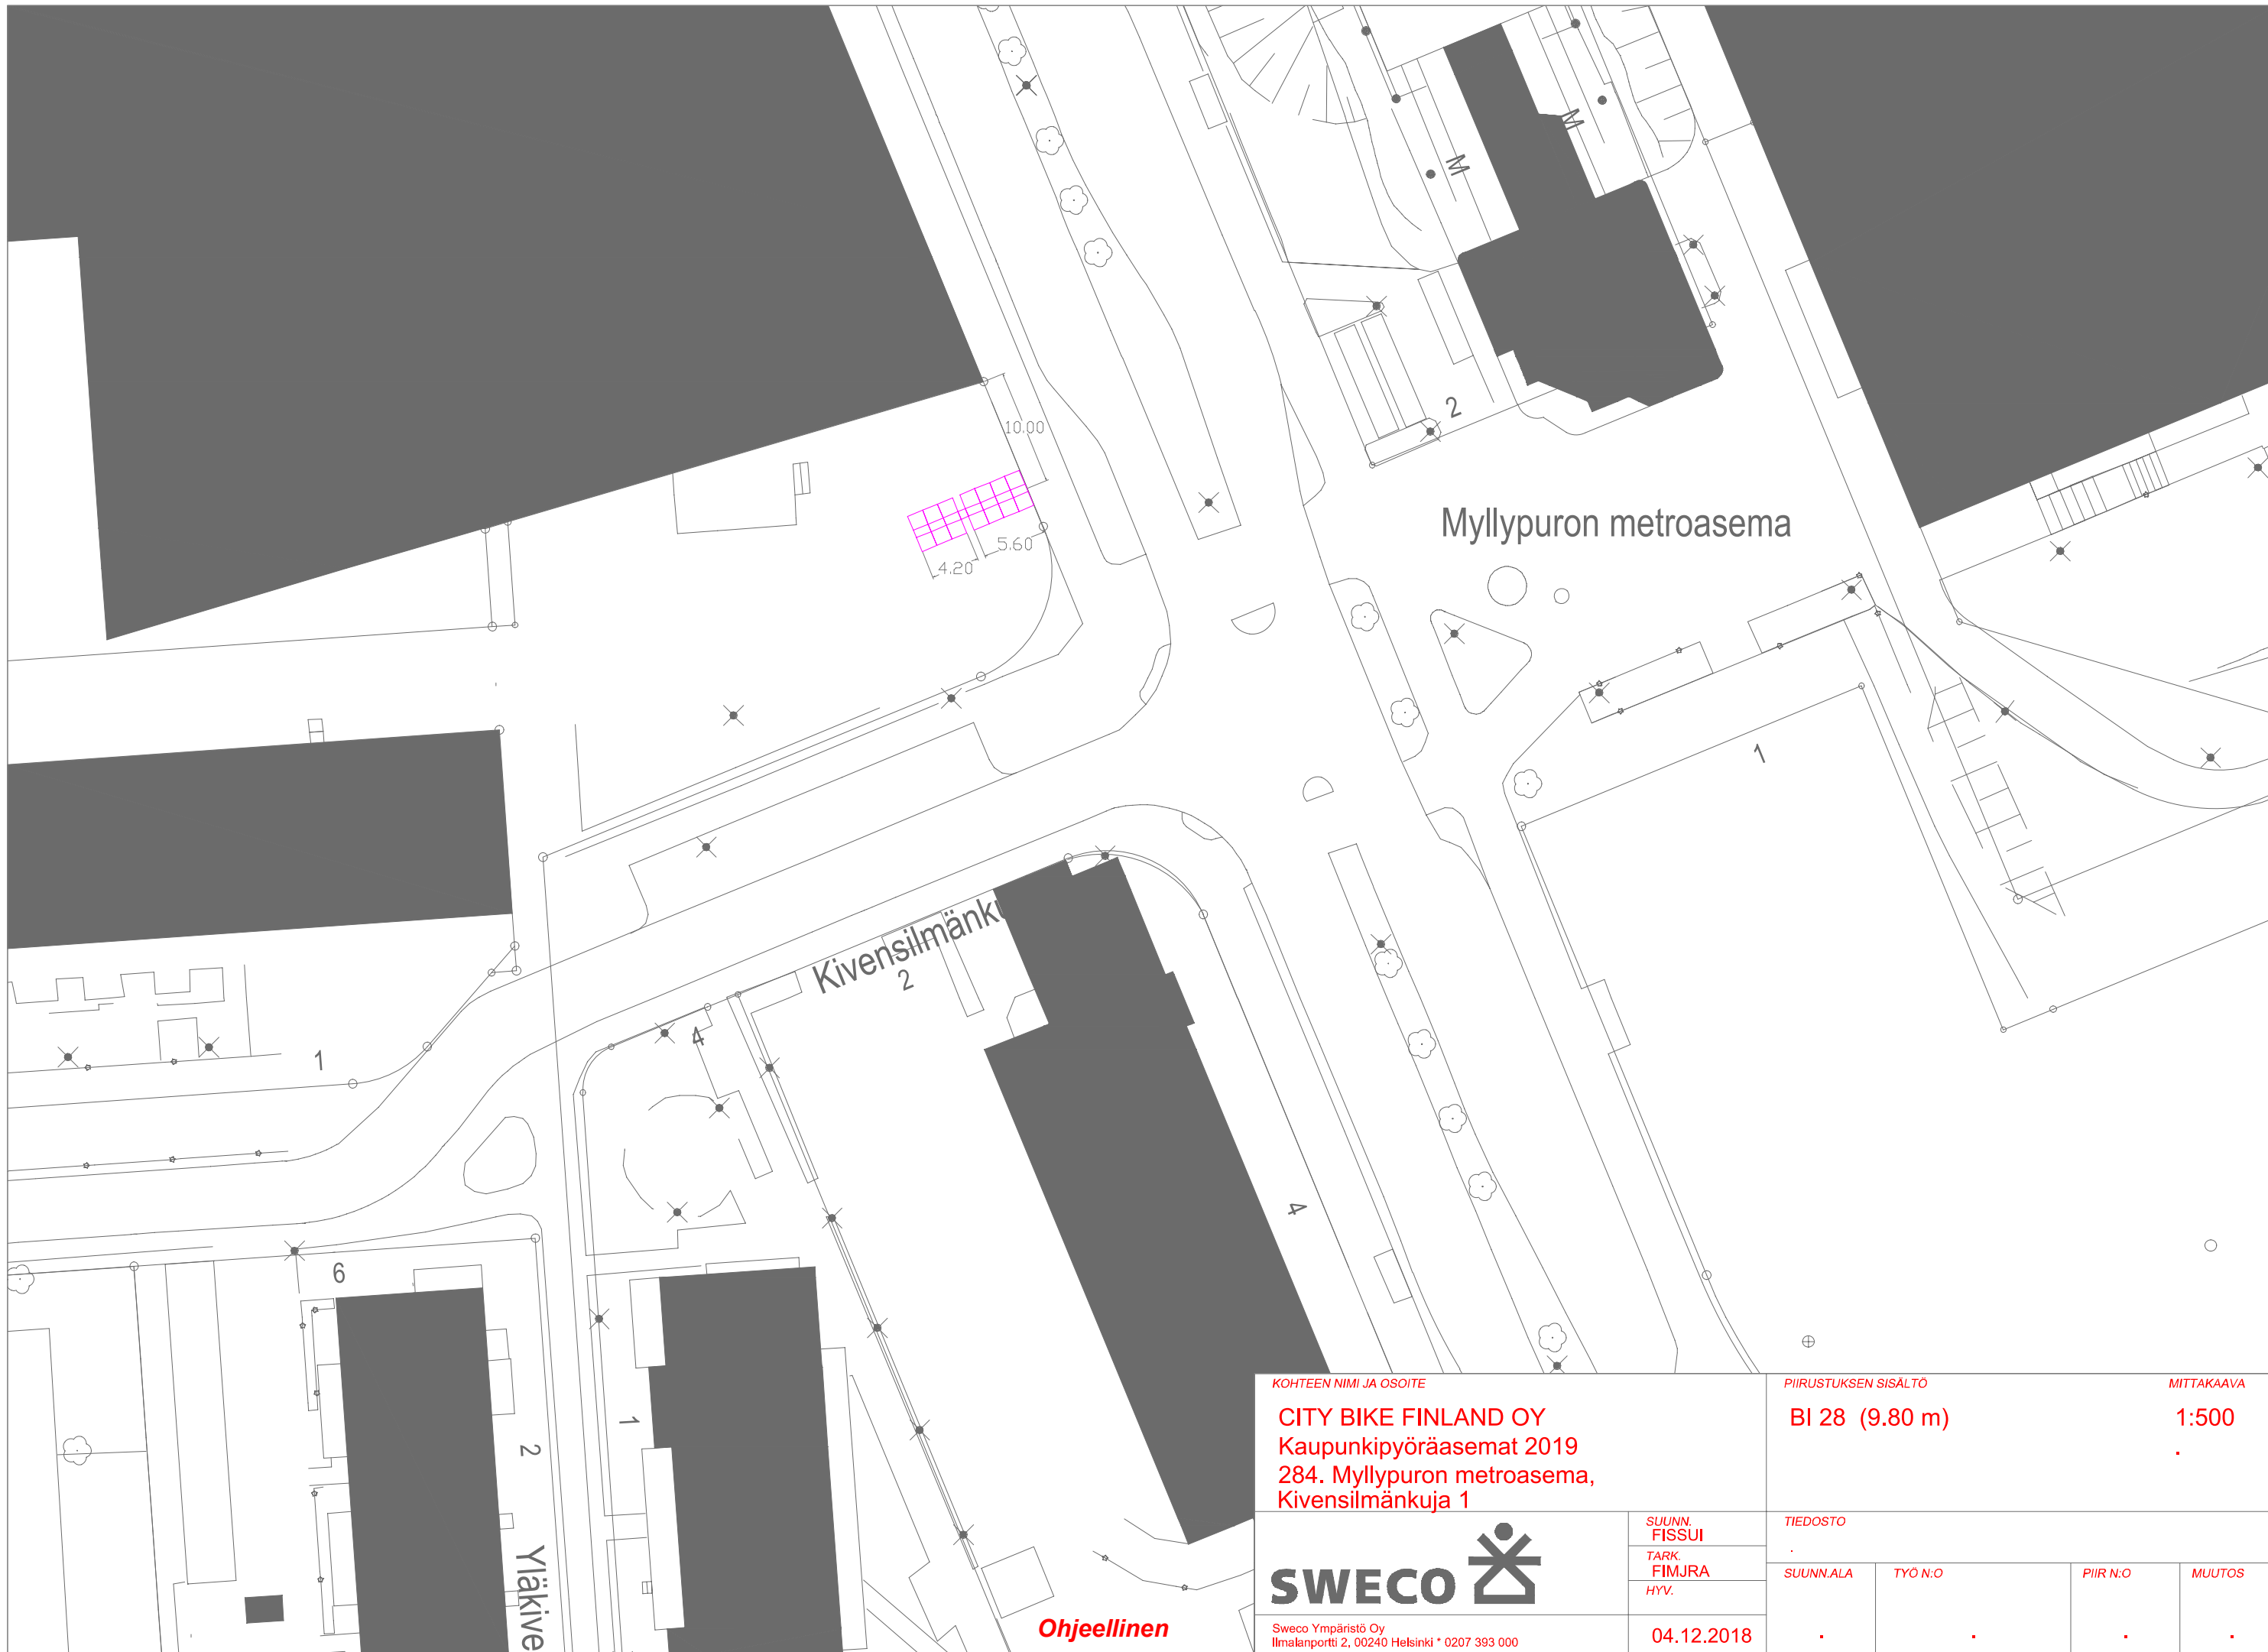 M
M
10.00
2
5.60
4.20
Myllypuron metroasema
1
Kivensilmänku
2
4
1
4
6
2
1
Yläkive
Ohjeellinen
KOHTEEN NIMI JA OSOITE
CITY BIKE FINLAND OY
Kaupunkipyöräasemat 2019
284. Myllypuron metroasema,
Kivensilmänkuja 1
PIIRUSTUKSEN SISÄLTÖ
BI 28 (9.80 m)
MITTAKAAVA
1:500
.
SWECO
SUUNN.
FISSUI
TARK.
FIMJRA
HYV.
TIEDOSTO
.
SUUNN.ALA
TYÖ N:O
PIIR N:O
MUUTOS
Sweco Ympäristö Oy
Ilmalanportti 2, 00240 Helsinki * 0207 393 000
04.12.2018
. . . .